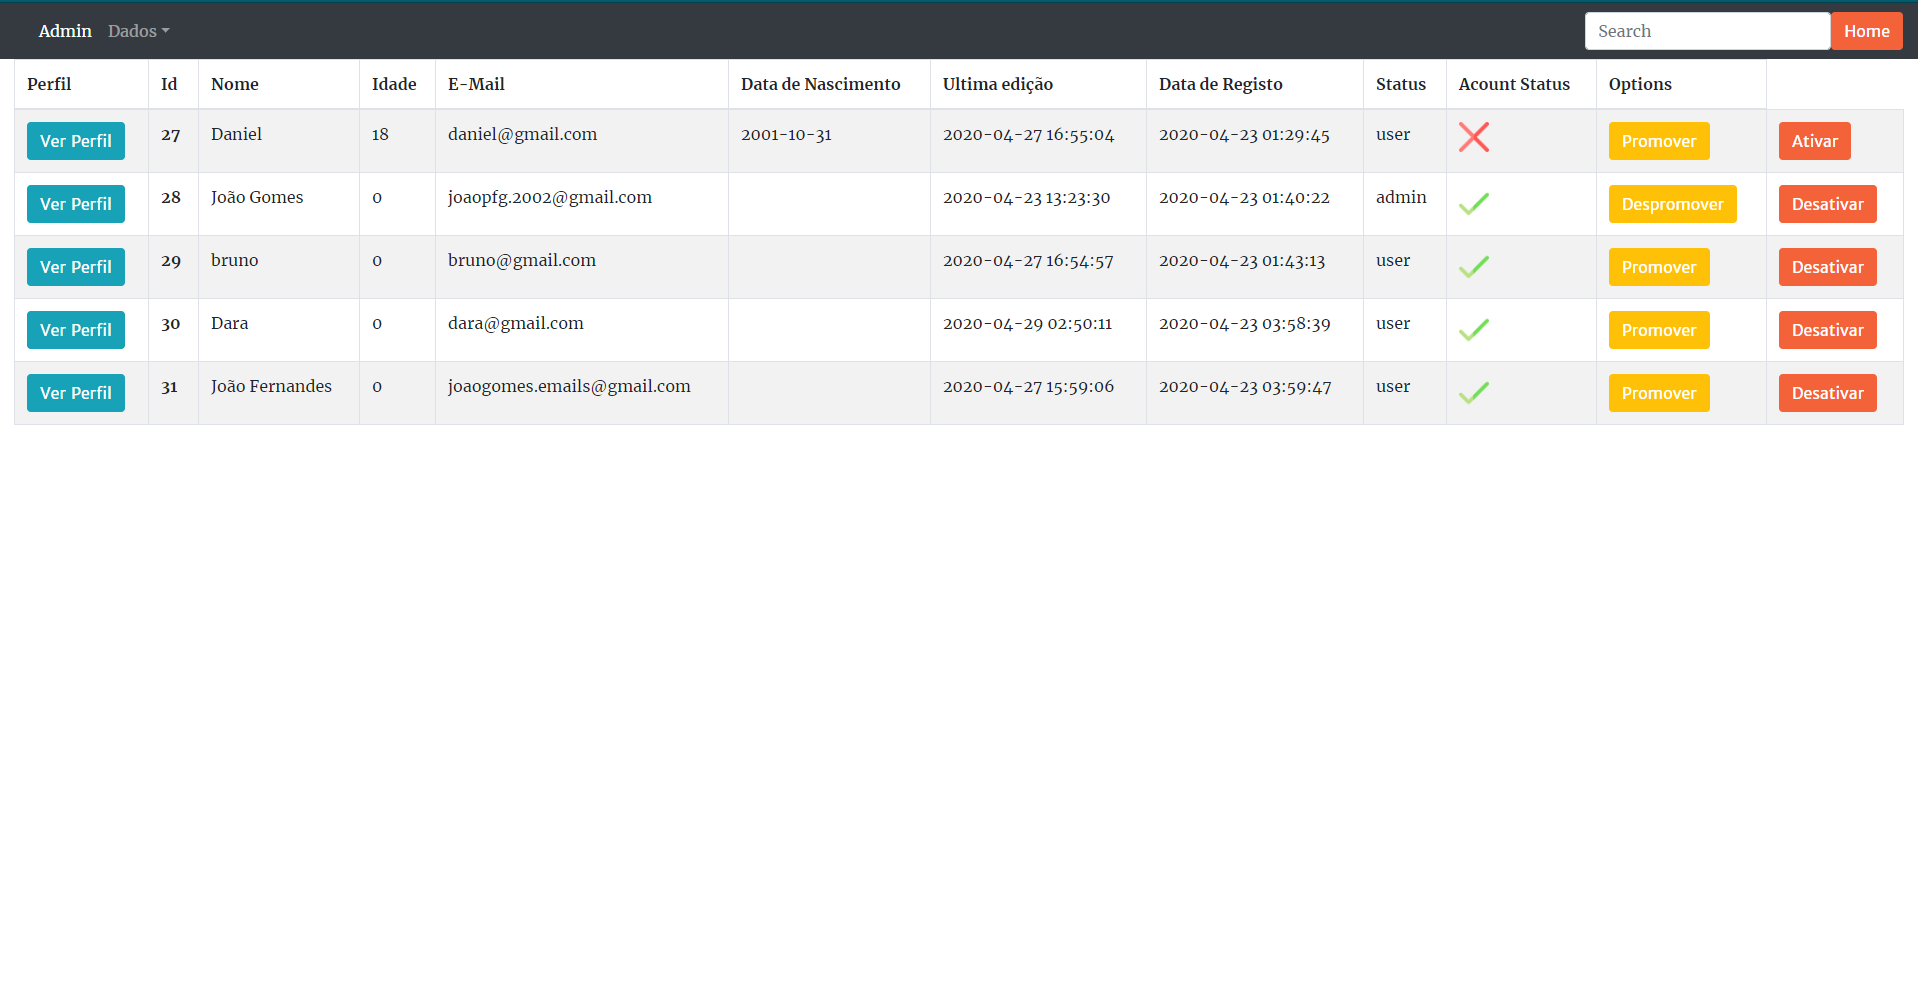 Admin Dados Search Home
Perfil Id Nome Idade E-Mail Data de Nascimento Ultima edição Data de Registo Status Acount Status Options
Ver Perfil 27 Daniel 18 daniel@gmail.com 2001-10-31 2020-04-27 16:55:04 2020-04-23 01:29:45 user Promover Ativar
Ver Perfil 28 João Gomes 0 joaopfg.2002@gmail.com 2020-04-23 13:23:30 2020-04-23 01:40:22 admin Despromover Desativar
Ver Perfil 29 bruno 0 bruno@gmail.com 2020-04-27 16:54:57 2020-04-23 01:43:13 user Promover Desativar
Ver Perfil 30 Dara 0 dara@gmail.com 2020-04-29 02:50:11 2020-04-23 03:58:39 user Promover Desativar
Ver Perfil 31 João Fernandes 0 joaogomes.emails@gmail.com 2020-04-27 15:59:06 2020-04-23 03:59:47 user Promover Desativar